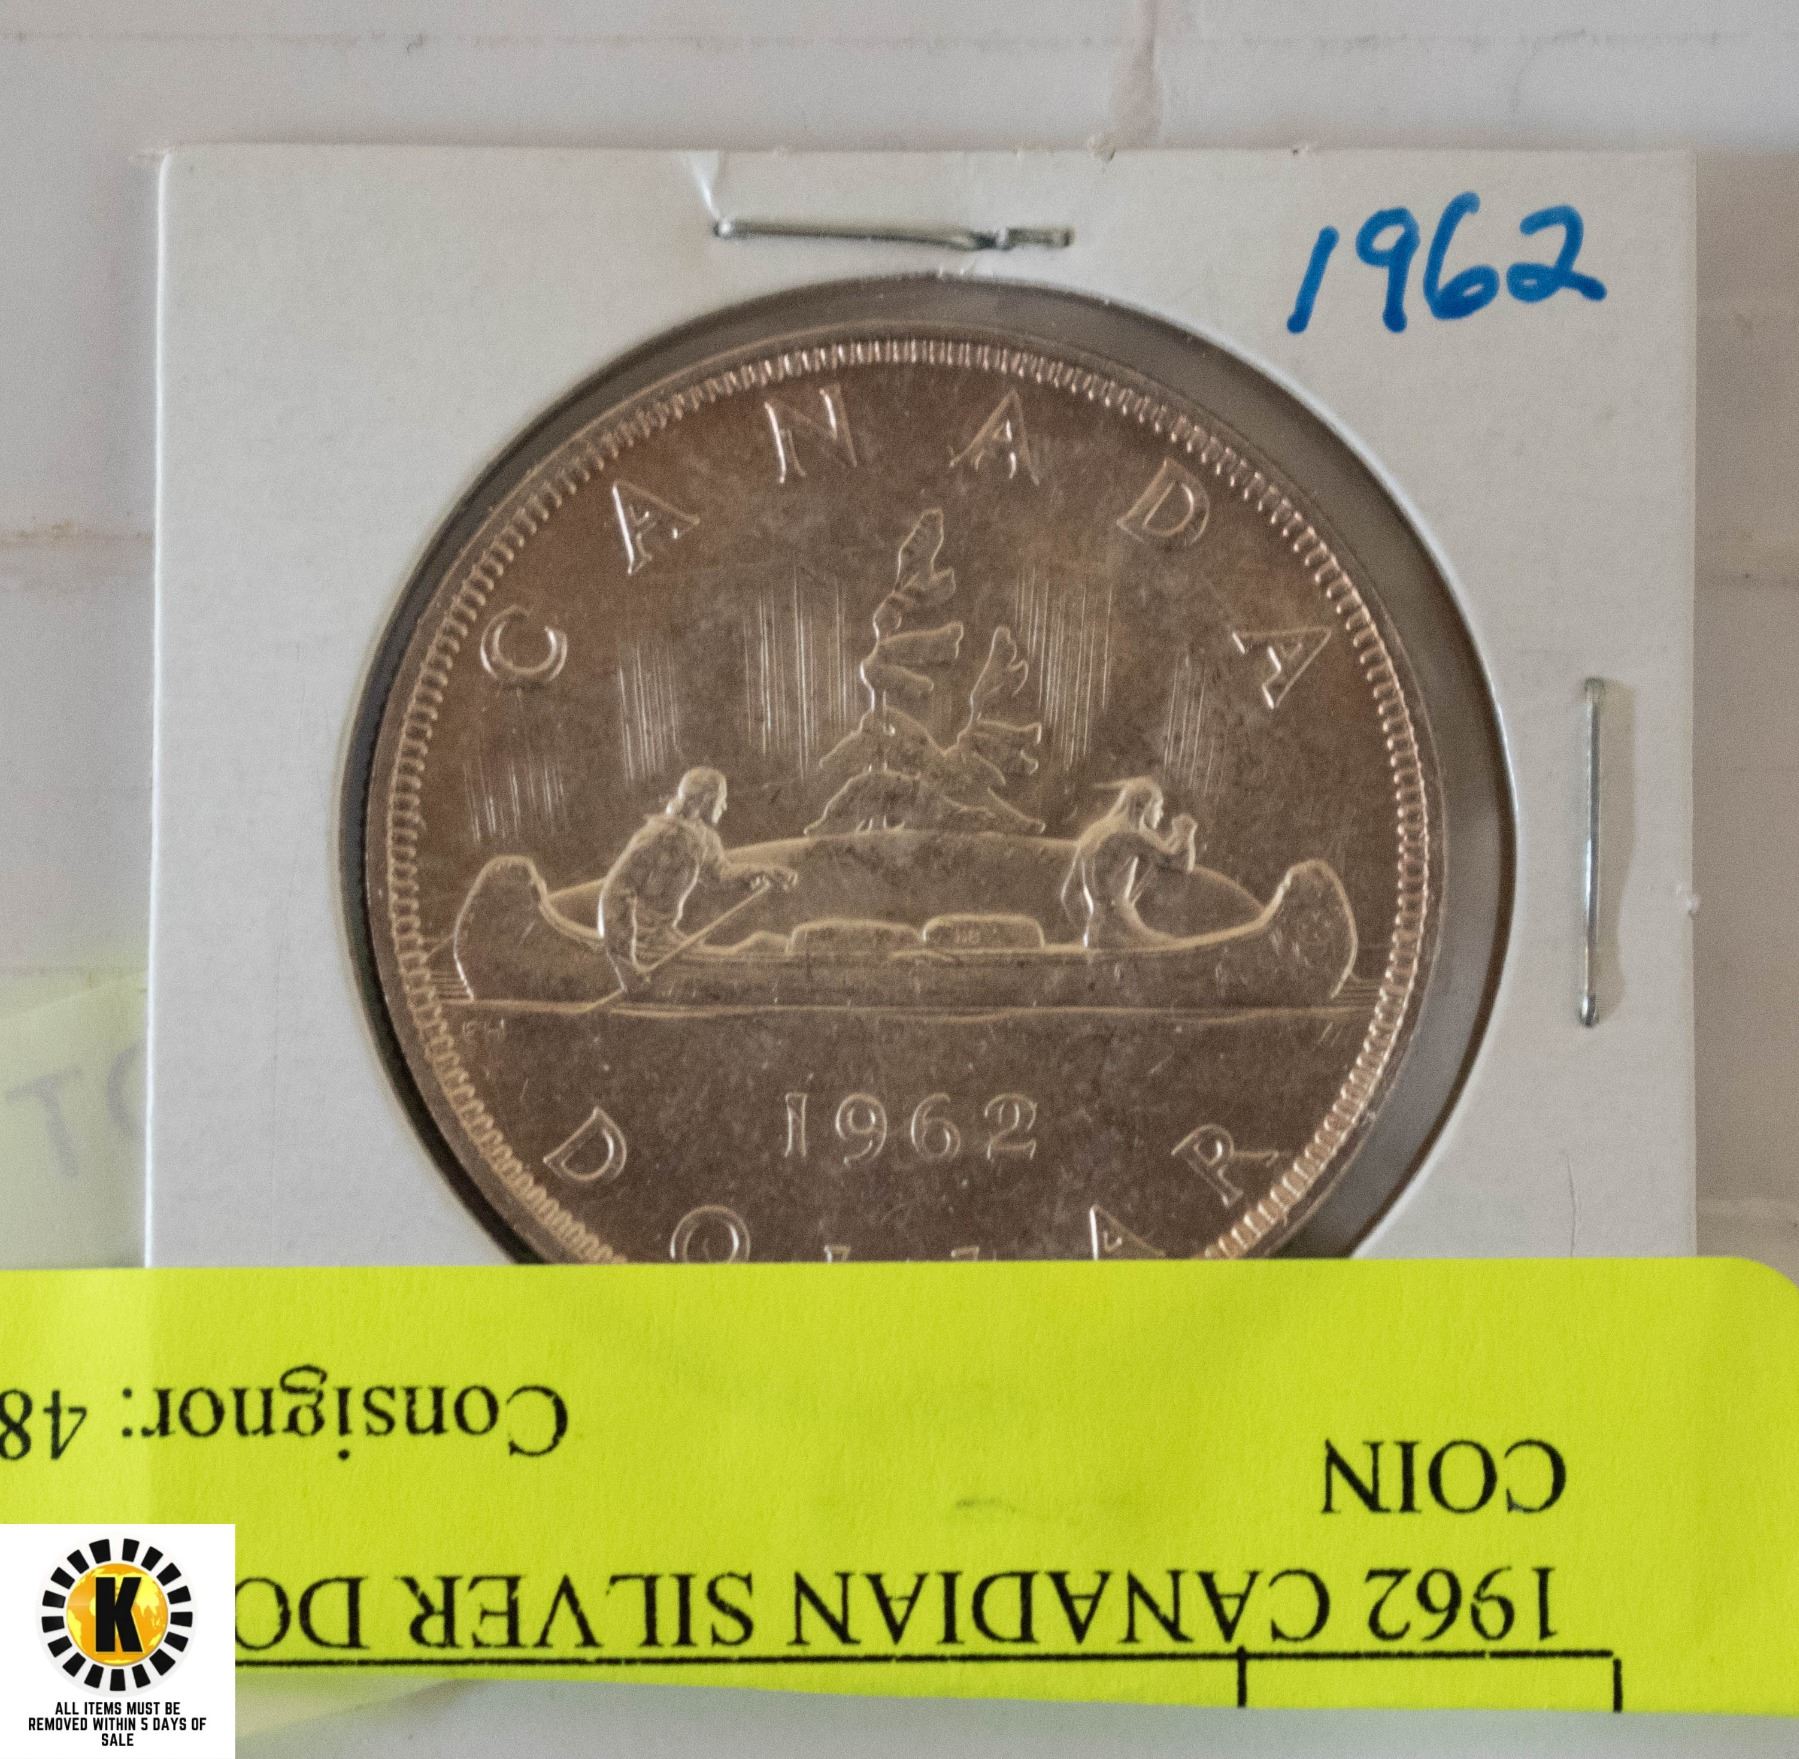 1962
CANADA
1962
DOLLAR
Consignor: 48
COIN
1962 CANADIAN SILVER DO
K
ALL ITEMS MUST BE
REMOVED WITHIN 5 DAYS OF
SALE